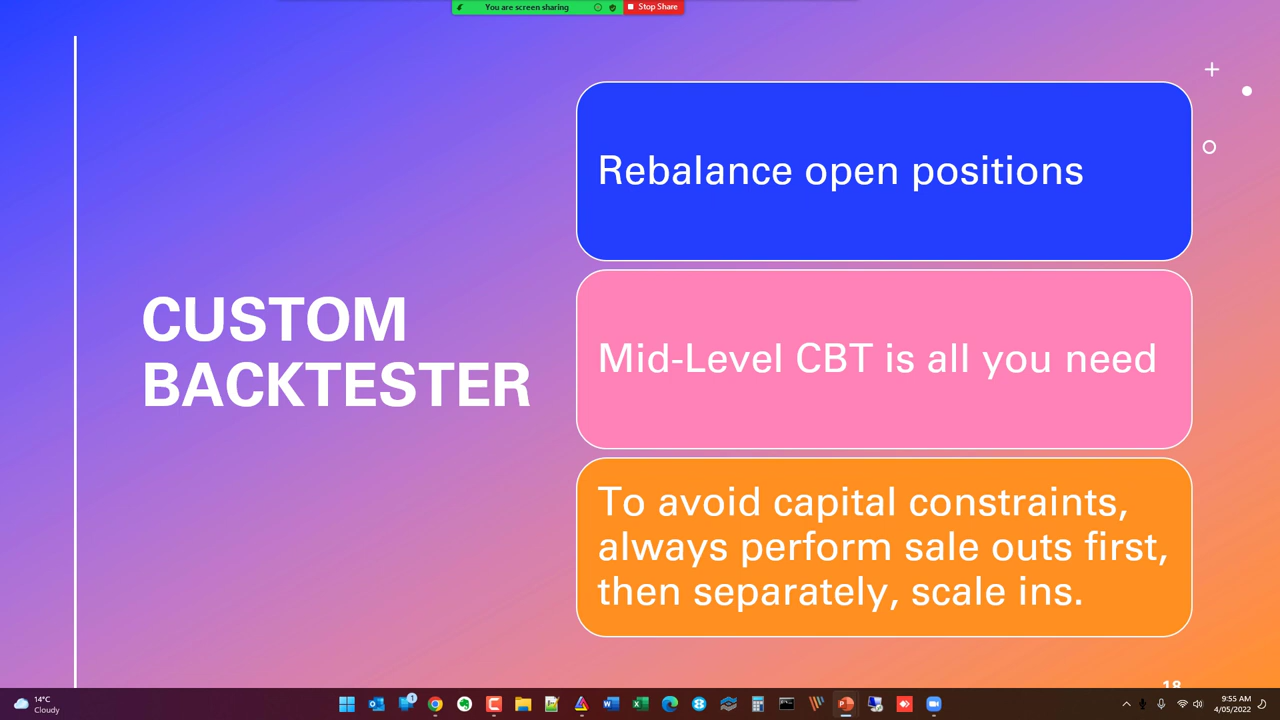 You are screen sharing
Stop Share
Rebalance open positions
CUSTOM
BACKTESTER
Mid-Level CBT is all you need
To avoid capital constraints,
always perform sale outs first,
then separately, scale ins.
18
14°C
Cloudy
1
9:55 AM
4/05/2022